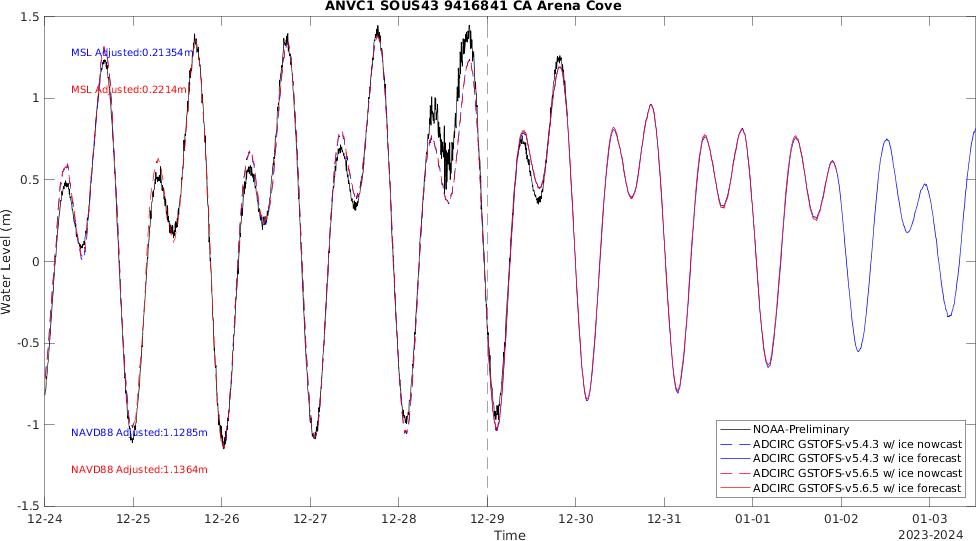 ANVC1 SOUS43 9416841 CA Arena Cove
1.5
1
0.5
0
-0.5
-1
-1.5
Water Level (m)
MSL Adjusted:0.21354m
MSL Adjusted:0.2214m
NAVD88 Adjusted:1.1285m
NAVD88 Adjusted:1.1364m
NOAA-Preliminary
ADCIRC GSTOFS-v5.4.3 w/ ice nowcast
ADCIRC GSTOFS-v5.4.3 w/ ice forecast
ADCIRC GSTOFS-v5.6.5 w/ ice nowcast
ADCIRC GSTOFS-v5.6.5 w/ ice forecast
12-24 12-25 12-26 12-27 12-28 12-29 12-30 12-31 01-01 01-02 01-03
Time
2023-2024